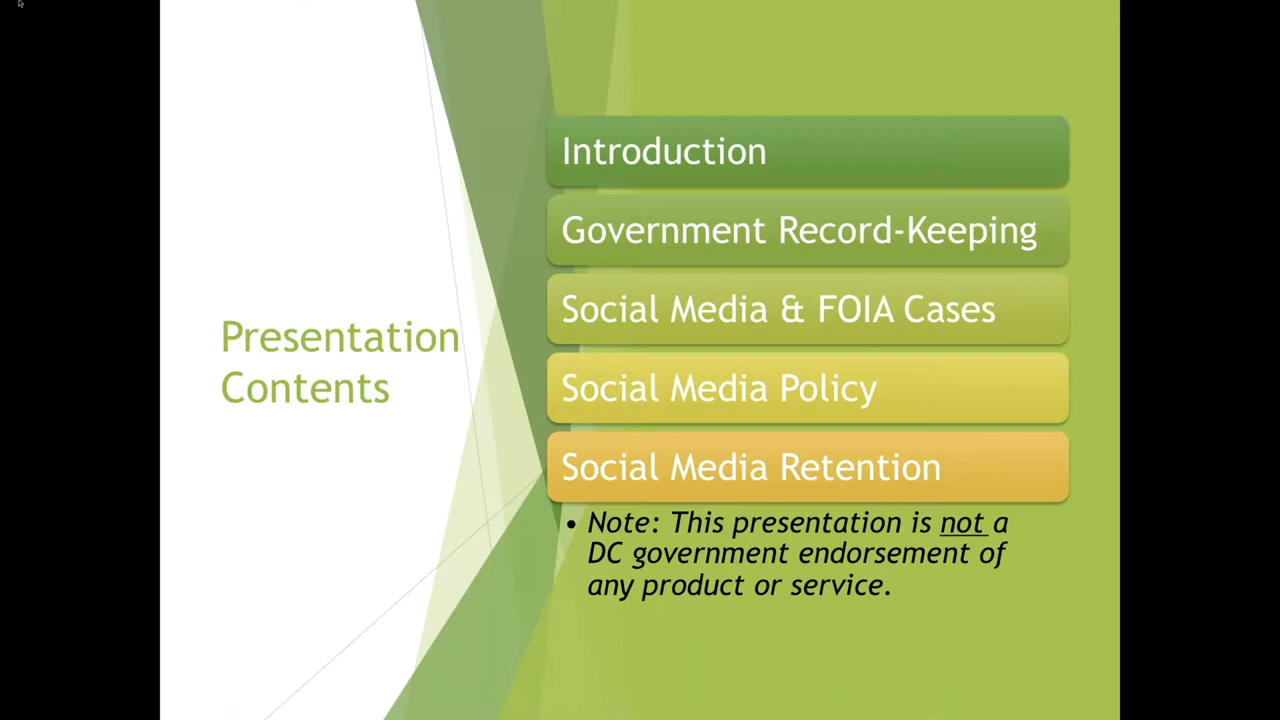 Presentation
Contents
Introduction
Government Record-Keeping
Social Media & FOIA Cases
Social Media Policy
Social Media Retention
• Note: This presentation is not a
DC government endorsement of
any product or service.